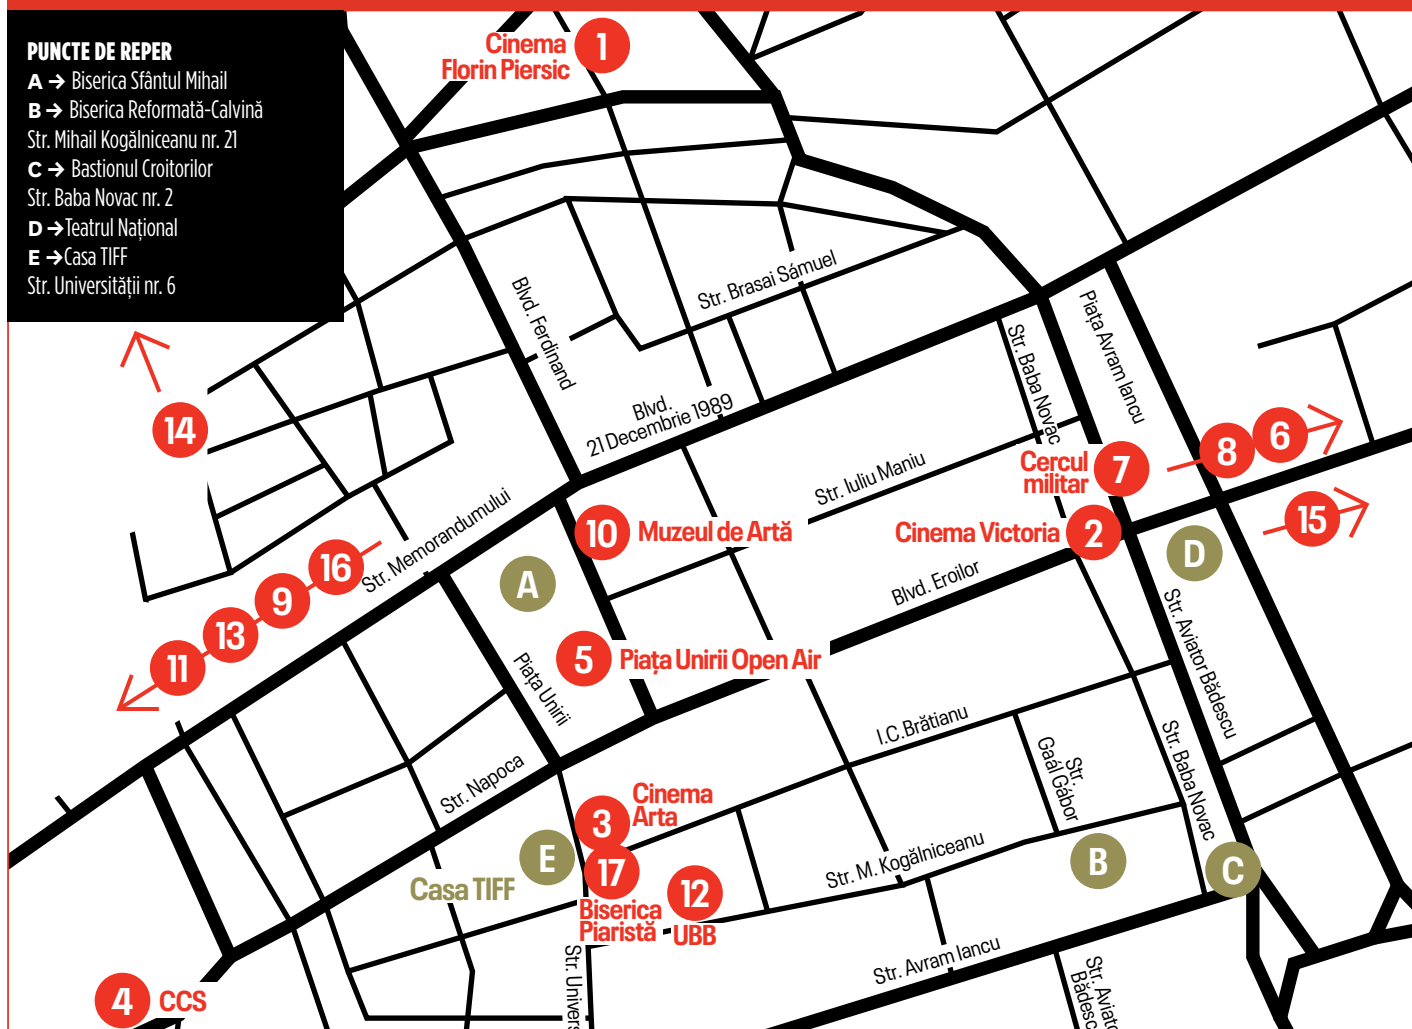 PUNCTE DE REPER
A → Biserica Sfântul Mihail
B → Biserica Reformată-Calvină
Str. Mihail Kogălniceanu nr. 21
C → Bastionul Croitorilor
Str. Baba Novac nr. 2
D →Teatrul Național
E →Casa TIFF
Str. Universității nr. 6
Cinema
Florin Piersic
1
Str. Brasai Sámuel
Blvd. Ferdinand
Piața Avram Iancu
Str. Baba Novac
Blvd.
21 Decembrie 1989
14
8
6
Cercul
militar
7
Str. Iuliu Maniu
15
10
Muzeul de Artă
Cinema Victoria
2
D
Str. Memorandumului
16
9
13
11
A
Blvd. Eroilor
5
Piața Unirii Open Air
Piața Unirii
Str. Aviator Bădescu
I.C.Brătianu
Str.
Gaál Gábor
Str. Baba Novac
Str. Napoca
Cinema
Arta
3
E
17
Casa TIFF
Biserica
Piaristă
12
UBB
Str. M. Kogălniceanu
B
C
Str. Avram Iancu
Str. Univers
Str. Aviato
Bădesc
4
CCS